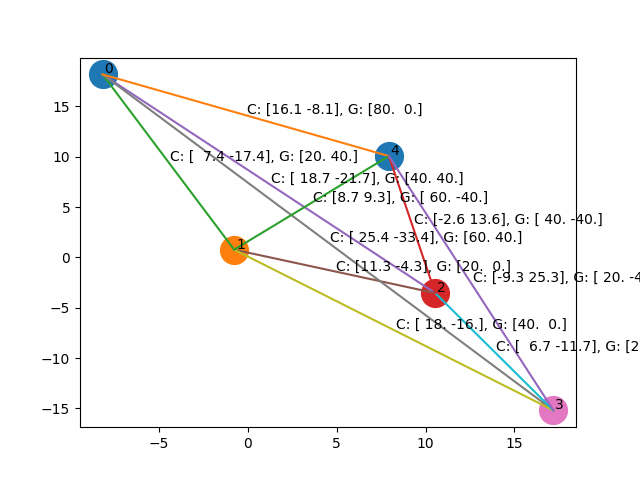 0
C: [16.1 -8.1], G: [80.  0.]
4
C: [  7.4 -17.4], G: [20. 40.]
C: [ 18.7 -21.7], G: [40. 40.]
C: [8.7 9.3], G: [ 60. -40.]
C: [-2.6 13.6], G: [ 40. -40.]
C: [ 25.4 -33.4], G: [60. 40.]
1
C: [11.3 -4.3], G: [20.  0.]
C: [-9.3 25.3], G: [ 20. -4
2
C: [ 18. -16.], G: [40.  0.]
C: [  6.7 -11.7], G: [2
3
15
10
5
0
−5
−10
−15
−5 0 5 10 15